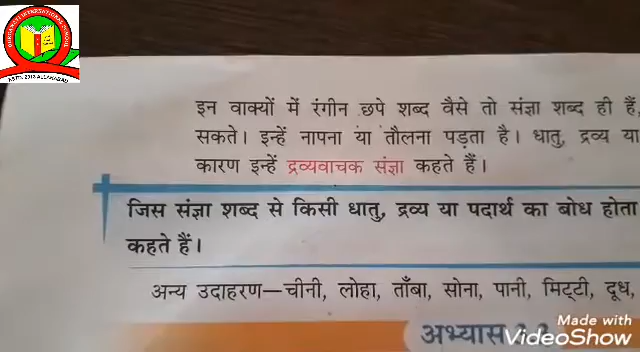 इन वाक्यों में रंगीन छपे शब्द वैसे तो संज्ञा शब्द ही हैं,
सकते। इन्हें नापना या तौलना पड़ता है। धातु, द्रव्य या
कारण इन्हें द्रव्यवाचक संज्ञा कहते हैं।
जिस संज्ञा शब्द से किसी धातु, द्रव्य या पदार्थ का बोध होता
कहते हैं।
अन्य उदाहरण—चीनी, लोहा, ताँबा, सोना, पानी, मिट्टी, दूध,
अभ्यास
Made with
VideoShow